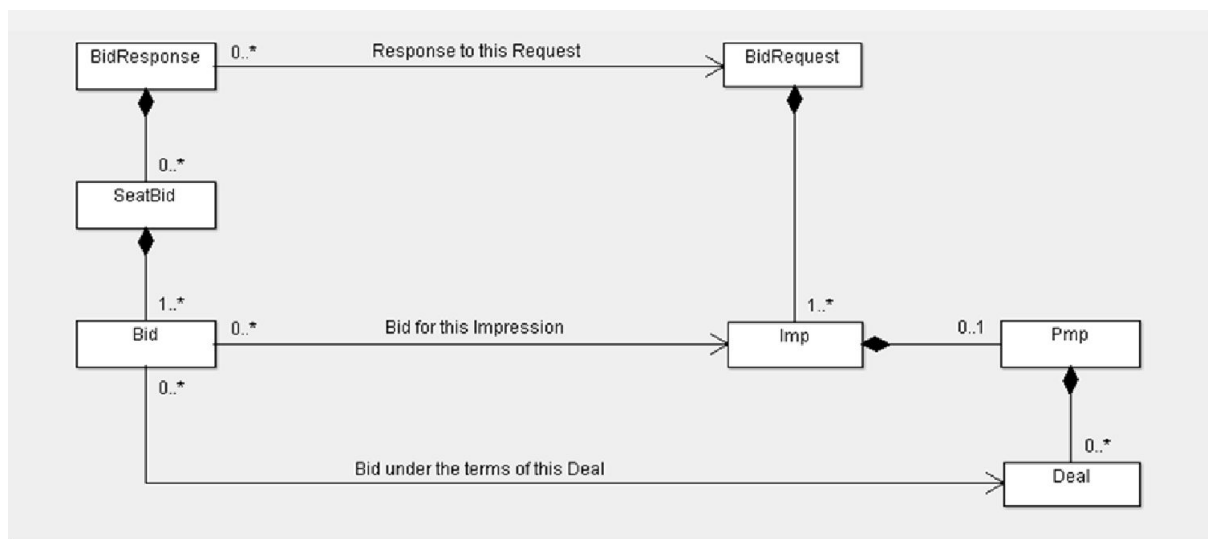 BidResponse
0..*
Response to this Request
BidRequest
0..*
SeatBid
1..*
1..*
Bid
0..*
Bid for this Impression
Imp
0..1
Pmp
0..*
0..*
Bid under the terms of this Deal
Deal